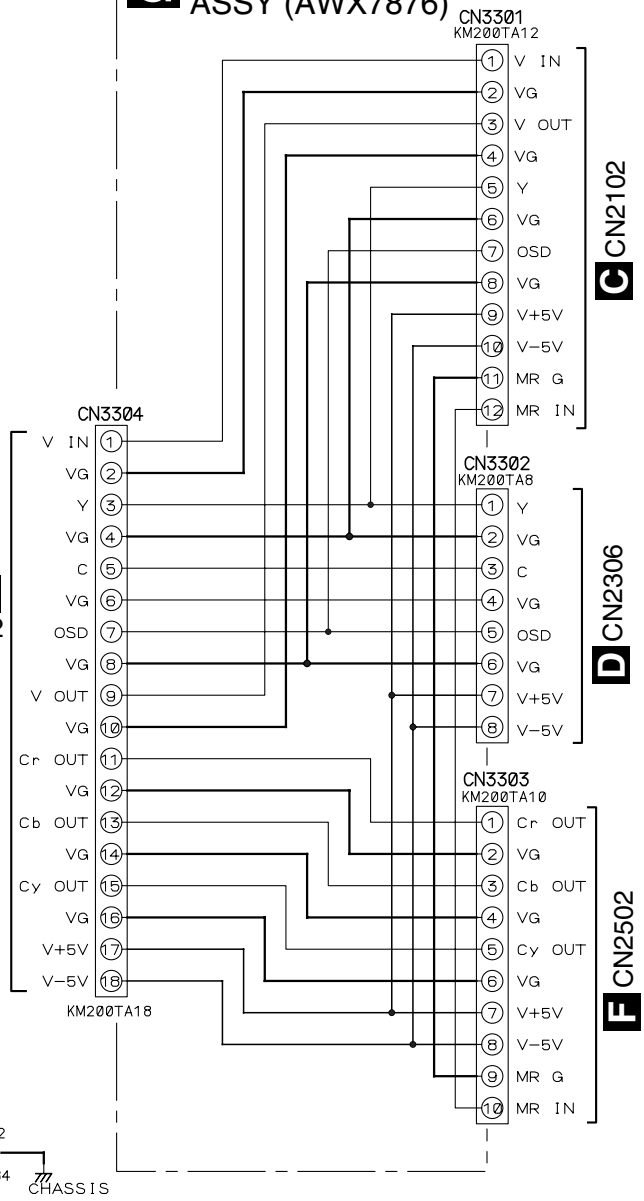 ASSY (AWX7876)
CN3301
KM200TA12
1 V IN
2 VG
3 V OUT
4 VG
5 Y
6 VG
7 OSD
8 VG
9 V+5V
10 V-5V
11 MR G
12 MR IN
C CN2102
CN3304
V IN 1
VG 2
Y 3
VG 4
C 5
VG 6
OSD 7
VG 8
V OUT 9
VG 10
Cr OUT 11
VG 12
Cb OUT 13
VG 14
Cy OUT 15
VG 16
V+5V 17
V-5V 18
KM200TA18
CN3302
KM200TA8
1 Y
2 VG
3 C
4 VG
5 OSD
6 VG
7 V+5V
8 V-5V
D CN2306
CN3303
KM200TA10
1 Cr OUT
2 VG
3 Cb OUT
4 VG
5 Cy OUT
6 VG
7 V+5V
8 V-5V
9 MR G
10 MR IN
F CN2502
CHASSIS